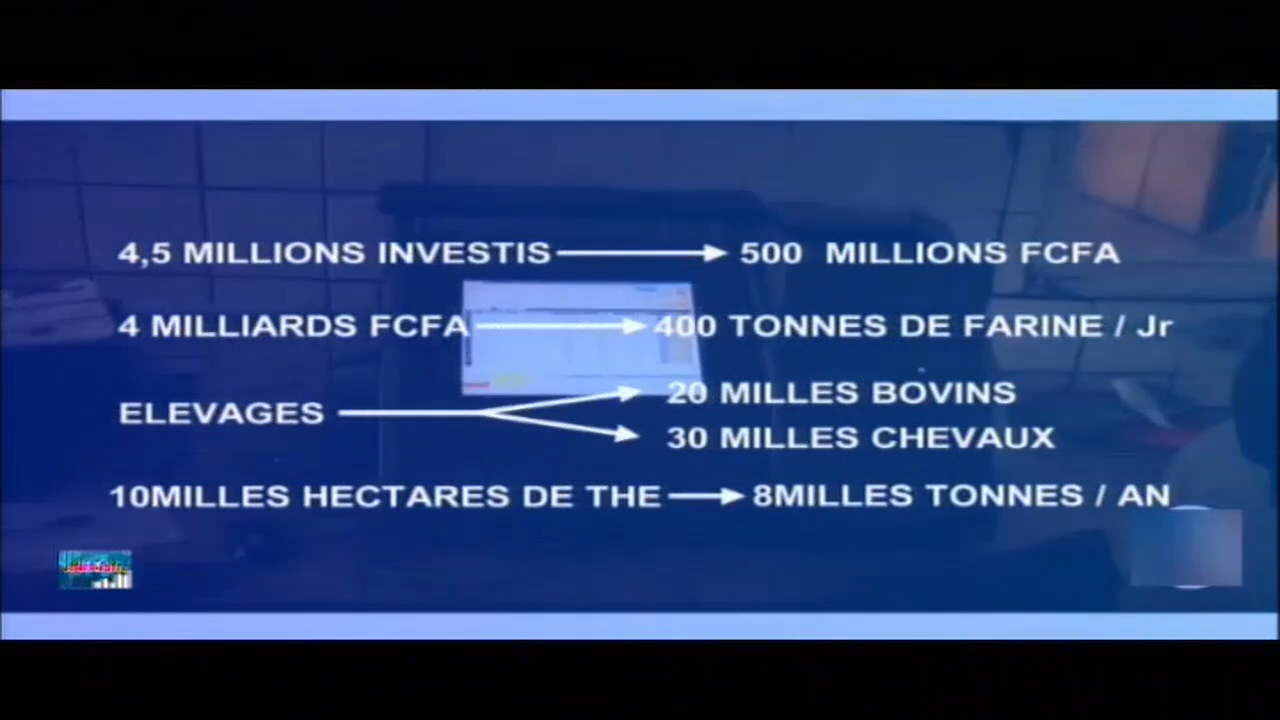 4,5 MILLIONS INVESTIS 500 MILLIONS FCFA
4 MILLIARDS FCFA 400 TONNES DE FARINE / Jr
ELEVAGES
20 MILLES BOVINS
30 MILLES CHEVAUX
10MILLES HECTARES DE THE 8MILLES TONNES / AN